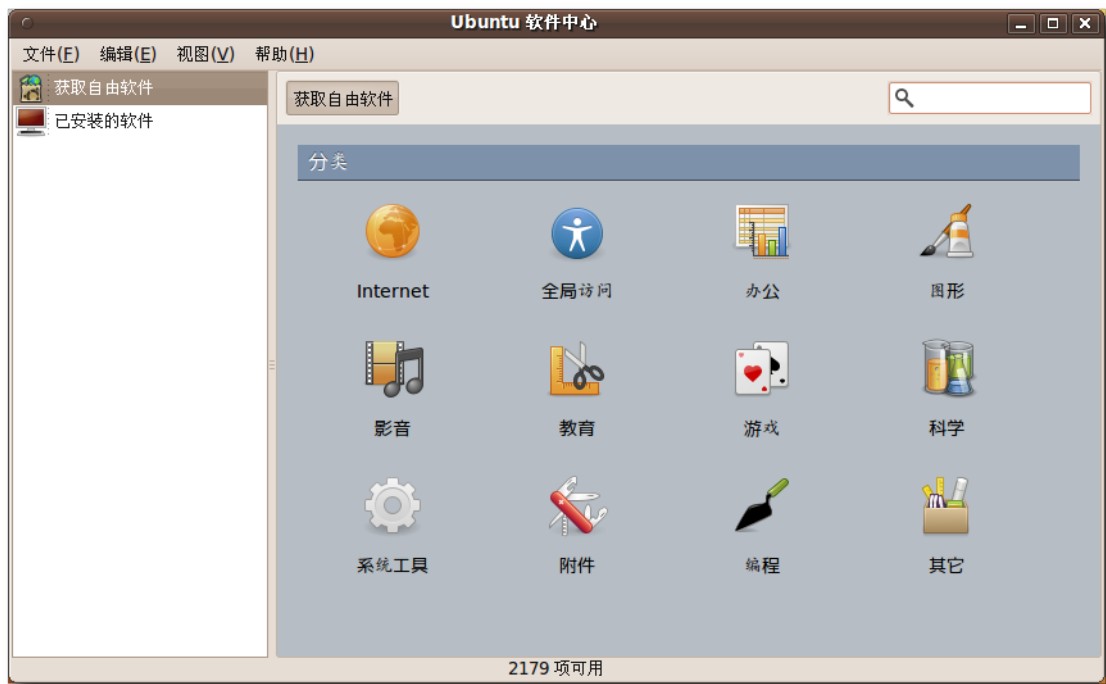 Ubuntu 软件中心
文件(F) 编辑(E) 视图(V) 帮助(H)
获取自由软件
已安装的软件
获取自由软件
分类
Internet 全局访问 办公 图形
影音 教育 游戏 科学
系统工具 附件 编程 其它
2179 项可用